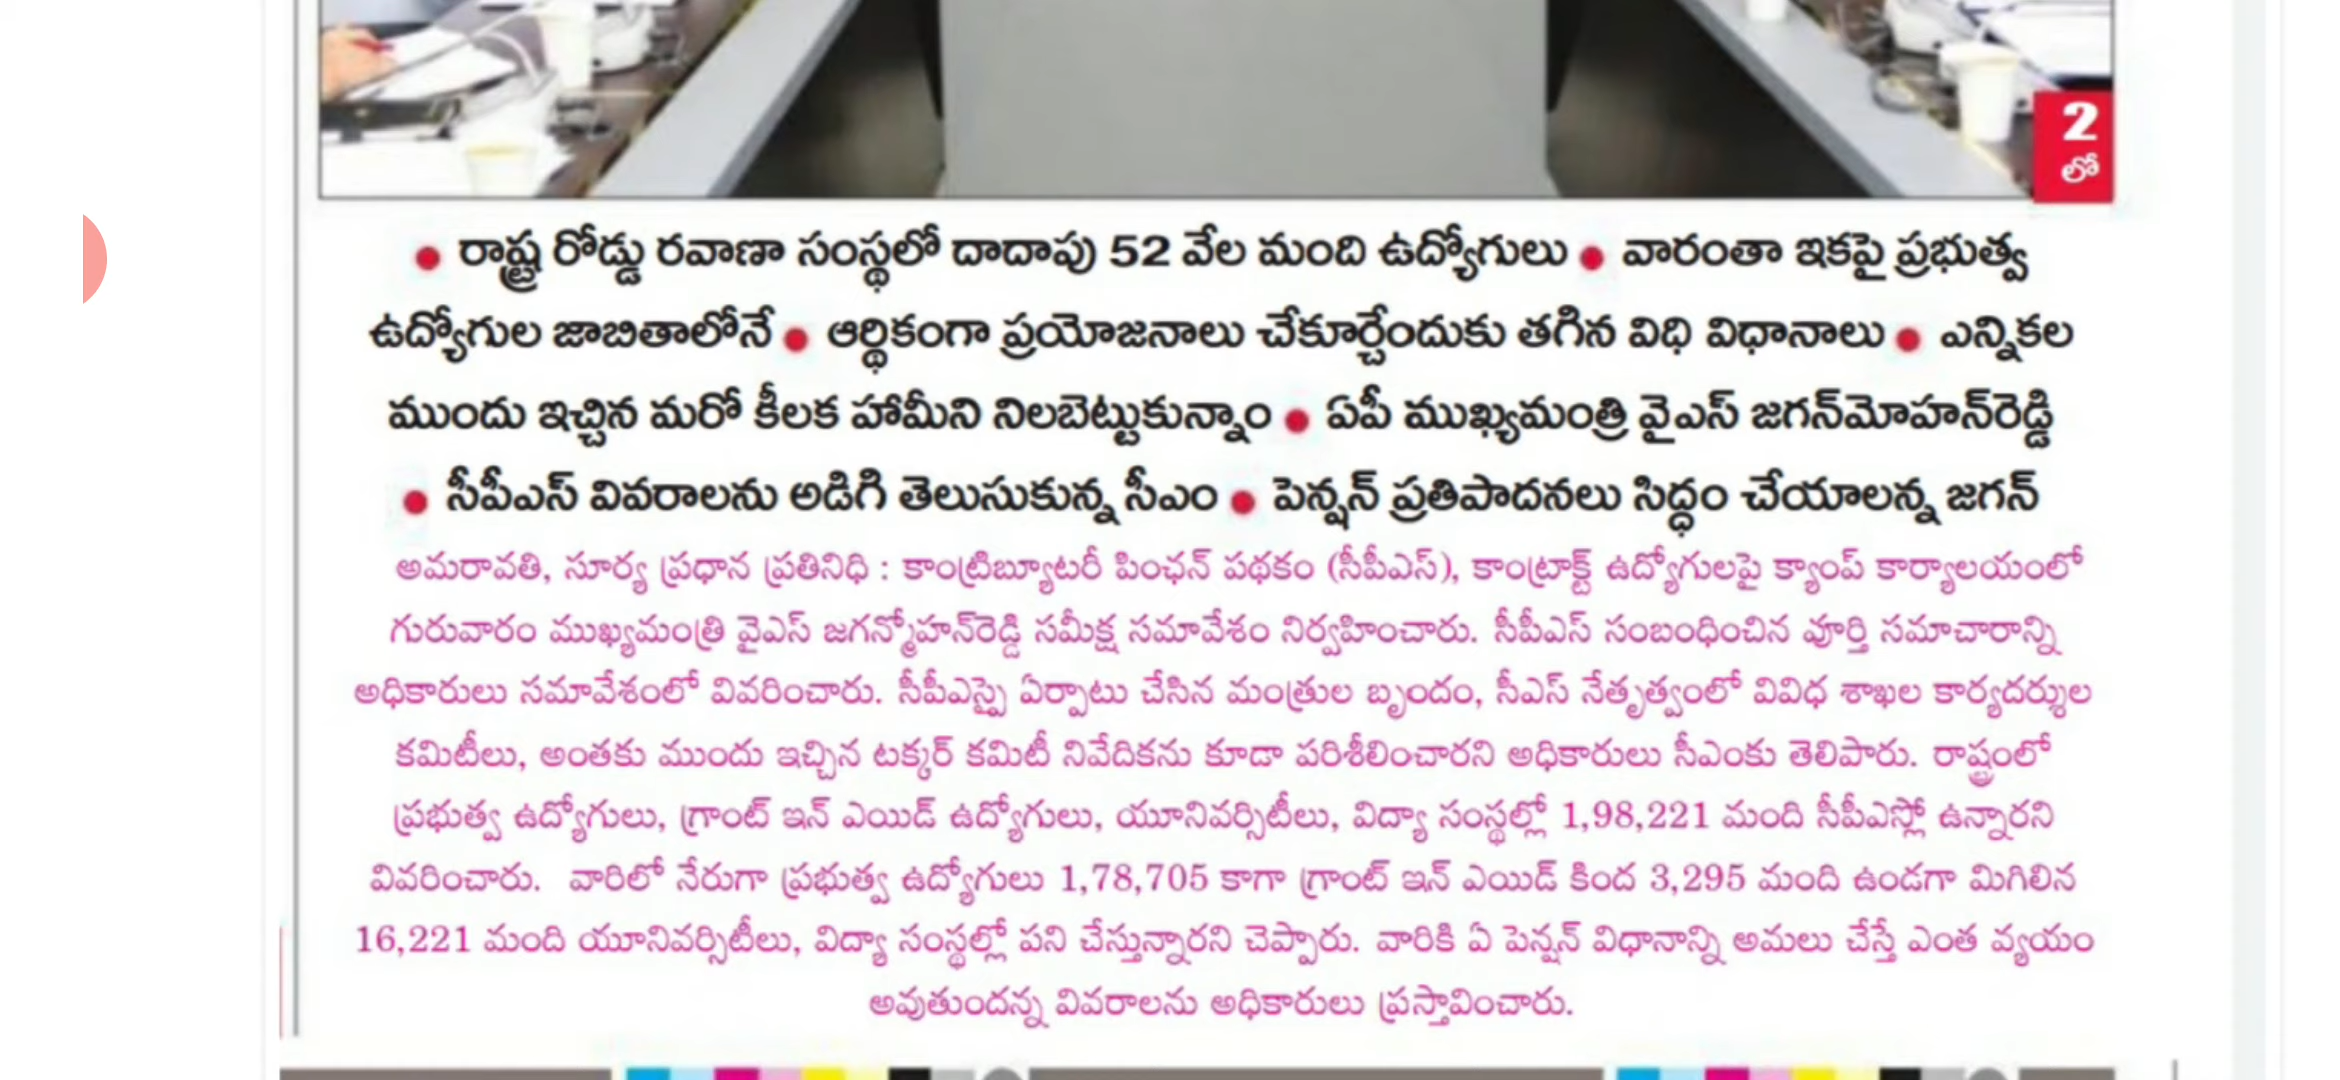 2
లో
● రాష్ట్ర రోడ్డు రవాణా సంస్థలో దాదాపు 52 వేల మంది ఉద్యోగులు ● వారంతా ఇకపై ప్రభుత్వ
ఉద్యోగుల జాబితాలోనే ● ఆర్థికంగా ప్రయోజనాలు చేకూర్చేందుకు తగిన విధి విధానాలు ● ఎన్నికల
ముందు ఇచ్చిన మరో కీలక హామీని నిలబెట్టుకున్నాం ● ఏపీ ముఖ్యమంత్రి వైఎస్ జగన్‌మోహన్‌రెడ్డి
● సీపీఎస్ వివరాలను అడిగి తెలుసుకున్న సీఎం ● పెన్షన్ ప్రతిపాదనలు సిద్ధం చేయాలన్న జగన్
అమరావతి, సూర్య ప్రధాన ప్రతినిధి : కాంట్రిబ్యూటరీ పింఛన్ పథకం (సీపీఎస్), కాంట్రాక్ట్ ఉద్యోగులపై క్యాంప్ కార్యాలయంలో
గురువారం ముఖ్యమంత్రి వైఎస్ జగన్మోహన్‌రెడ్డి సమీక్ష సమావేశం నిర్వహించారు. సీపీఎస్ సంబంధించిన పూర్తి సమాచారాన్ని
అధికారులు సమావేశంలో వివరించారు. సీపీఎస్పై ఏర్పాటు చేసిన మంత్రుల బృందం, సీఎస్ నేతృత్వంలో వివిధ శాఖల కార్యదర్శుల
కమిటీలు, అంతకు ముందు ఇచ్చిన టక్కర్ కమిటీ నివేదికను కూడా పరిశీలించారని అధికారులు సీఎంకు తెలిపారు. రాష్ట్రంలో
ప్రభుత్వ ఉద్యోగులు, గ్రాంట్ ఇన్ ఎయిడ్ ఉద్యోగులు, యూనివర్సిటీలు, విద్యా సంస్థల్లో 1,98,221 మంది సీపీఎస్లో ఉన్నారని
వివరించారు. వారిలో నేరుగా ప్రభుత్వ ఉద్యోగులు 1,78,705 కాగా గ్రాంట్ ఇన్ ఎయిడ్ కింద 3,295 మంది ఉండగా మిగిలిన
16,221 మంది యూనివర్సిటీలు, విద్యా సంస్థల్లో పని చేస్తున్నారని చెప్పారు. వారికి ఏ పెన్షన్ విధానాన్ని అమలు చేస్తే ఎంత వ్యయం
అవుతుందన్న వివరాలను అధికారులు ప్రస్తావించారు.